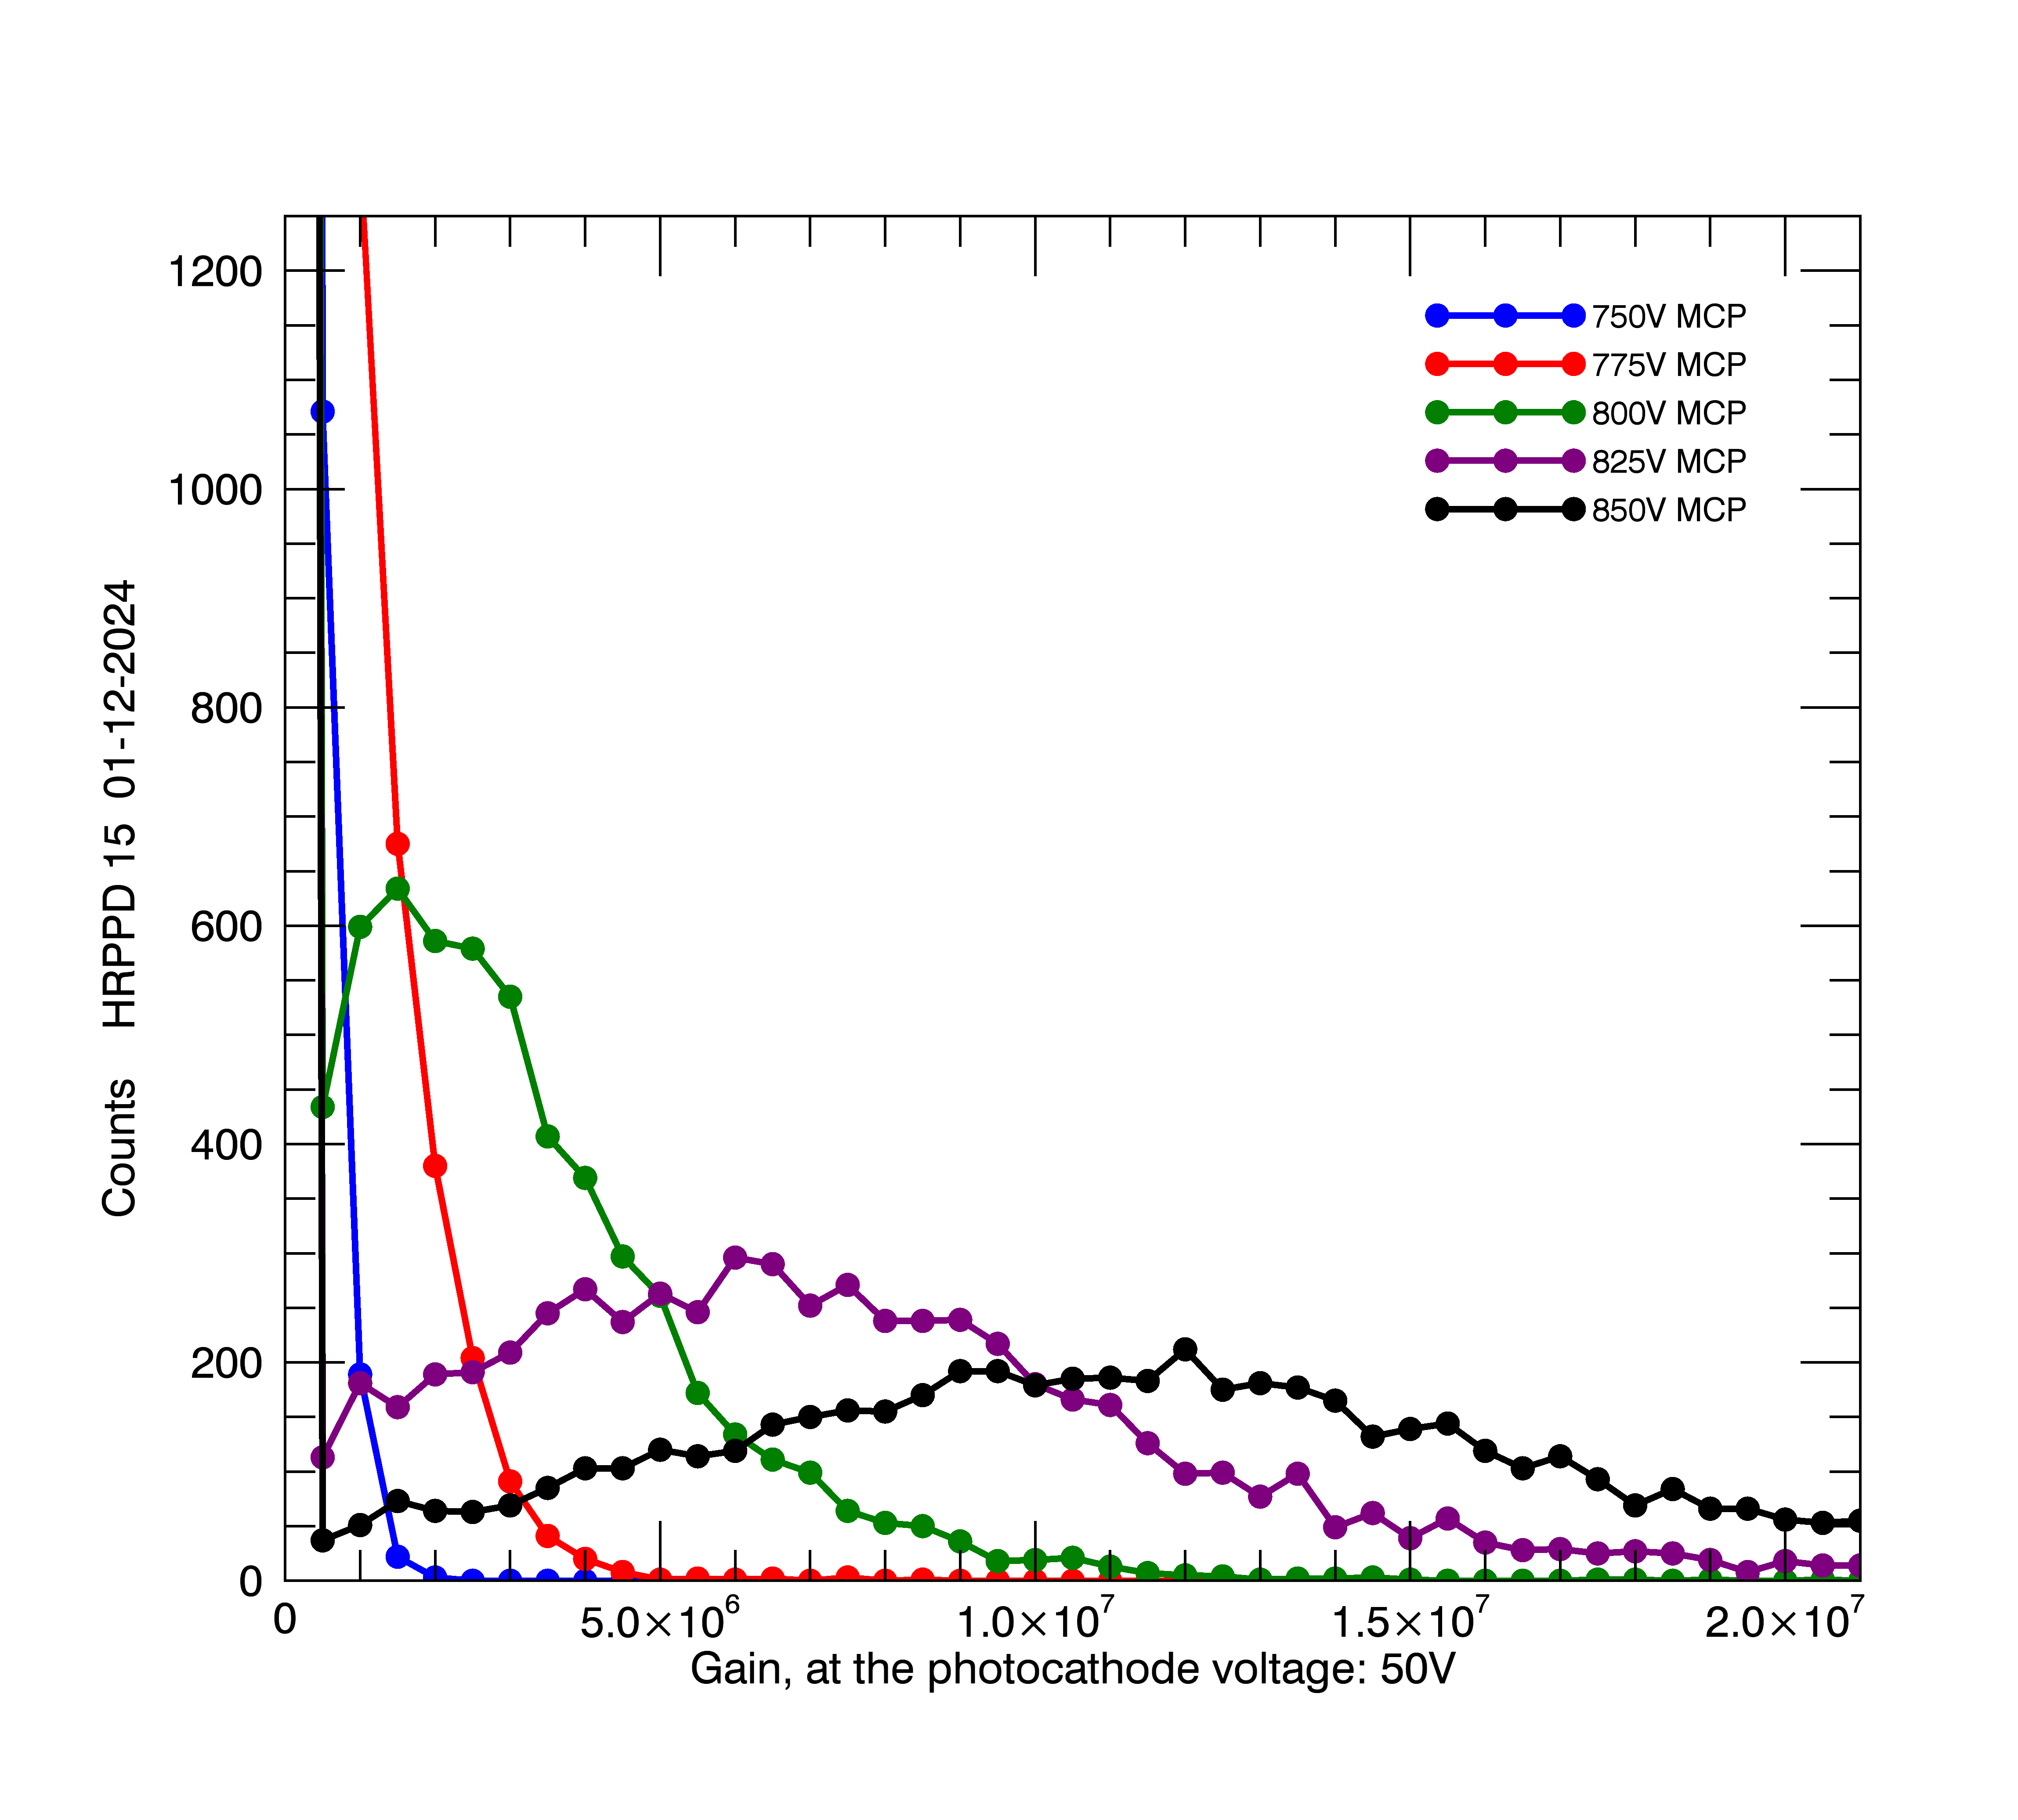 1200
1000
800
600
400
200
0
Counts HRPPD 15 01-12-2024
750V MCP
775V MCP
800V MCP
825V MCP
850V MCP
0
5.0×10⁶
1.0×10⁷
1.5×10⁷
2.0×10⁷
Gain, at the photocathode voltage: 50V